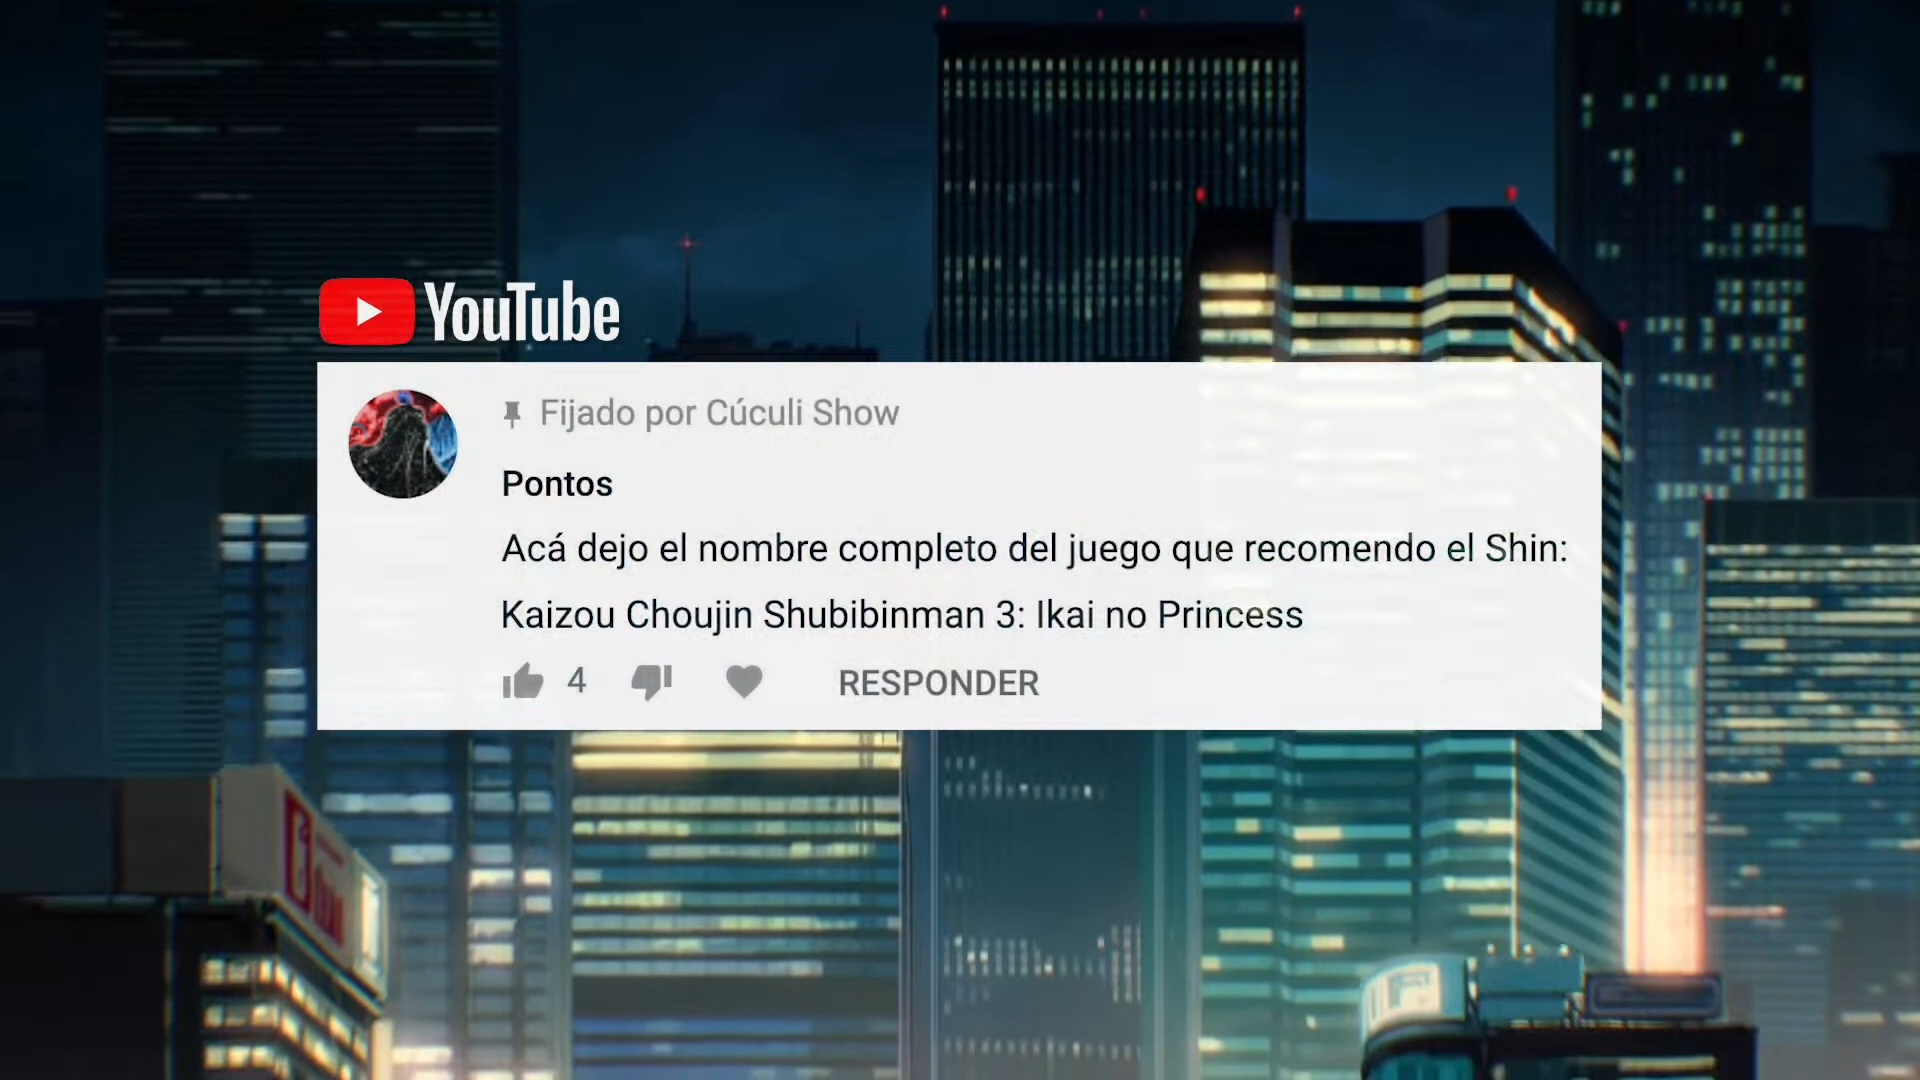 YouTube
Fijado por Cúculi Show
Pontos
Acá dejo el nombre completo del juego que recomendo el Shin:
Kaizou Choujin Shubibinman 3: Ikai no Princess
4
RESPONDER